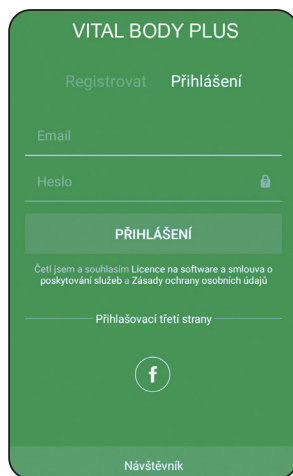 VITAL BODY PLUS
Registrovat Přihlášení
Email
Heslo
PŘIHLÁŠENÍ
Četl jsem a souhlasím Licence na software a smlouva o
poskytování služeb a Zásady ochrany osobních údajů
Přihlašovací třetí strany
f
Návštěvník